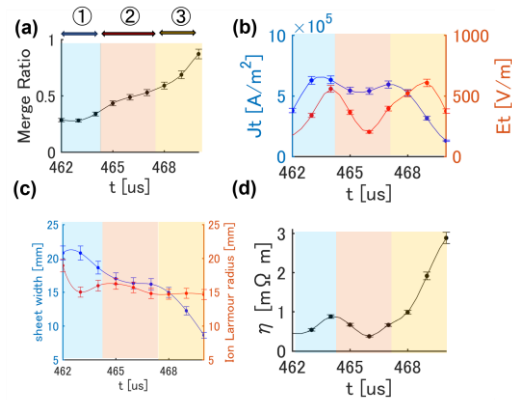 ① ② ③
(a)
Merge Ratio
1
0.5
0
462 465 468
t [us]
(b)
×10⁵
Jt [A/m²]
10
5
0
Et [V/m]
1000
500
0
462 465 468
t [us]
(c)
sheet width [mm]
25
20
15
10
5
Ion Larmour radius [mm]
25
20
15
10
5
462 465 468
t [us]
(d)
η [mΩ m]
3
2
1
0
462 465 468
t [us]